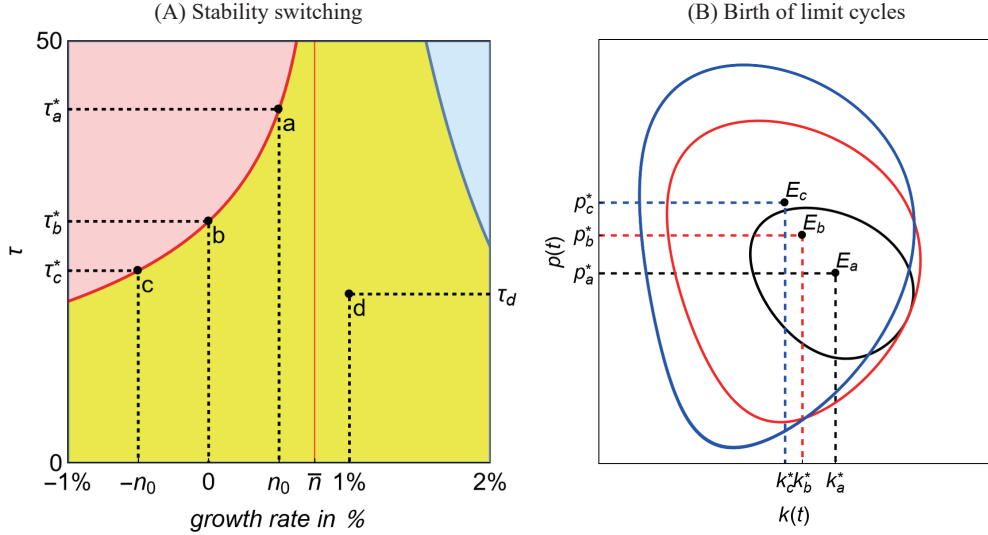 (A) Stability switching
50
τ*a
τ*b
τ*c
τ
0
a
b
c
d
τd
−1%
−n0
0
n0
n̅
1%
2%
growth rate in %
(B) Birth of limit cycles
p*c
p*b
p*a
p(t)
Ec
Eb
Ea
k*c
k*b
k*a
k(t)